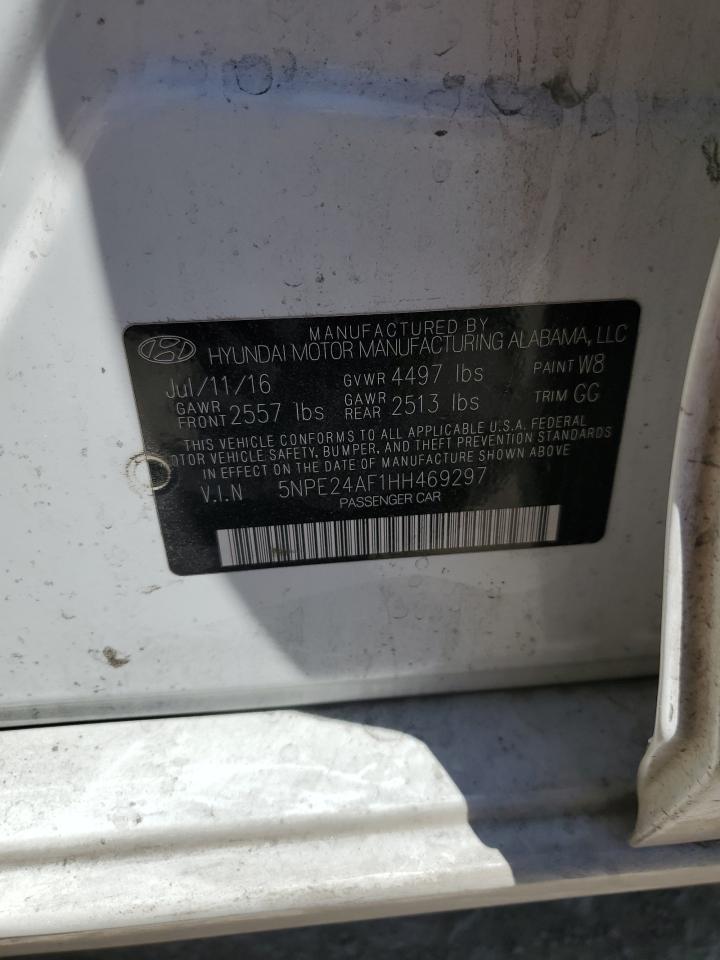 MANUFACTURED BY
HYUNDAI MOTOR MANUFACTURING ALABAMA, LLC
Jul/11/16 GVWR 4497 lbs PAINT W8
GAWR FRONT 2557 lbs GAWR REAR 2513 lbs TRIM GG
THIS VEHICLE CONFORMS TO ALL APPLICABLE U.S.A. FEDERAL
OTOR VEHICLE SAFETY, BUMPER, AND THEFT PREVENTION STANDARDS
IN EFFECT ON THE DATE OF MANUFACTURE SHOWN ABOVE
V.I.N 5NPE24AF1HH469297
PASSENGER CAR